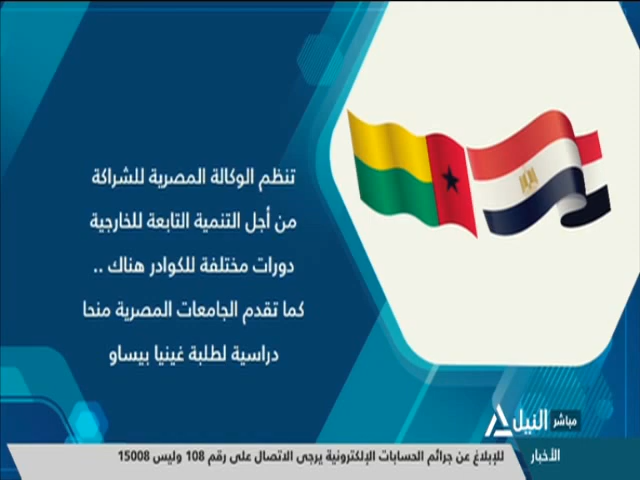 تنظم الوكالة المصرية للشراكة
من أجل التنمية التابعة للخارجية
دورات مختلفة للكوادر هناك ..
كما تقدم الجامعات المصرية منحا
دراسية لطلبة غينيا بيساو
النيل مباشر
الأخبار
للإبلاغ عن جرائم الحسابات الإلكترونية يرجى الاتصال على رقم 108 وليس 15008